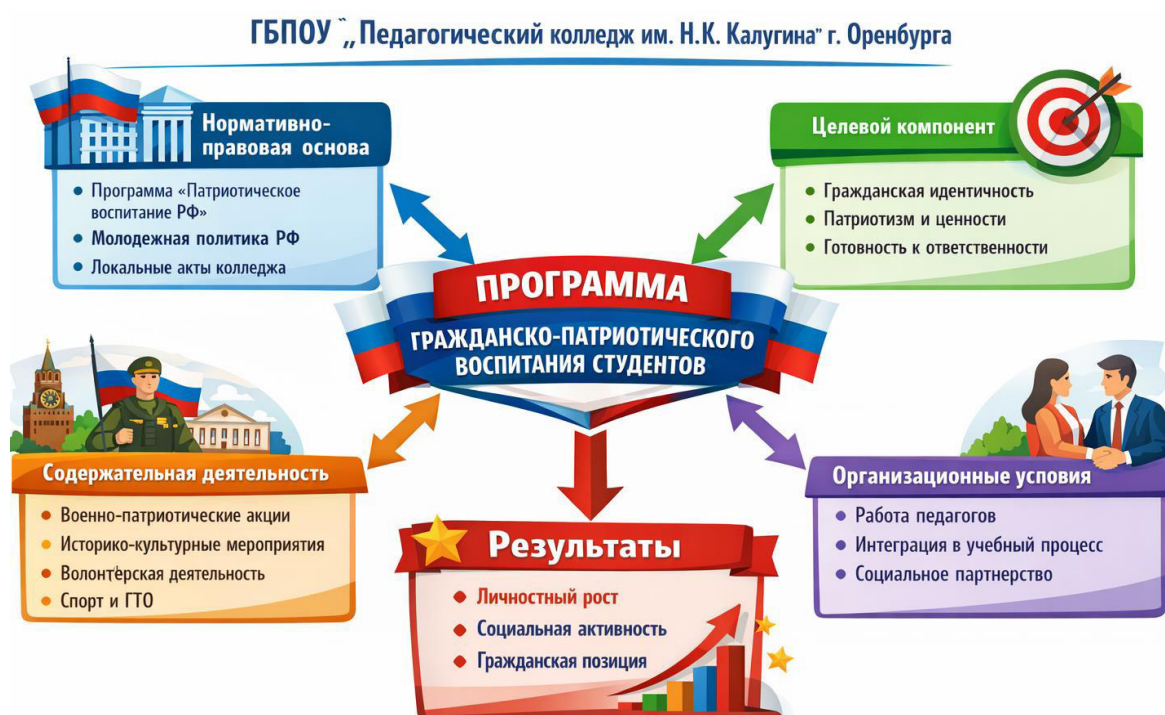 ГБПОУ “„Педагогический колледж им. Н.К. Калугина” г. Оренбурга
Нормативно-
правовая основа
• Программа «Патриотическое
воспитание РФ»
• Молодежная политика РФ
• Локальные акты колледжа
Целевой компонент
• Гражданская идентичность
• Патриотизм и ценности
• Готовность к ответственности
ПРОГРАММА
ГРАЖДАНСКО-ПАТРИОТИЧЕСКОГО
ВОСПИТАНИЯ СТУДЕНТОВ
Содержательная деятельность
• Военно-патриотические акции
• Историко-культурные мероприятия
• Волонтёрская деятельность
• Спорт и ГТО
Организационные условия
• Работа педагогов
• Интеграция в учебный процесс
• Социальное партнерство
Результаты
• Личностный рост
• Социальная активность
• Гражданская позиция